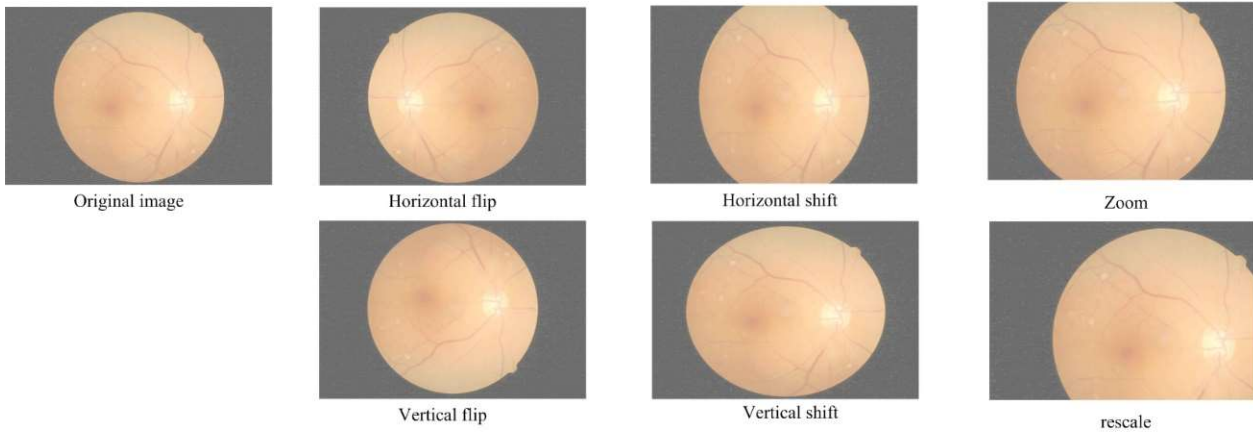 Original image
Horizontal flip
Horizontal shift
Zoom
Vertical flip
Vertical shift
rescale